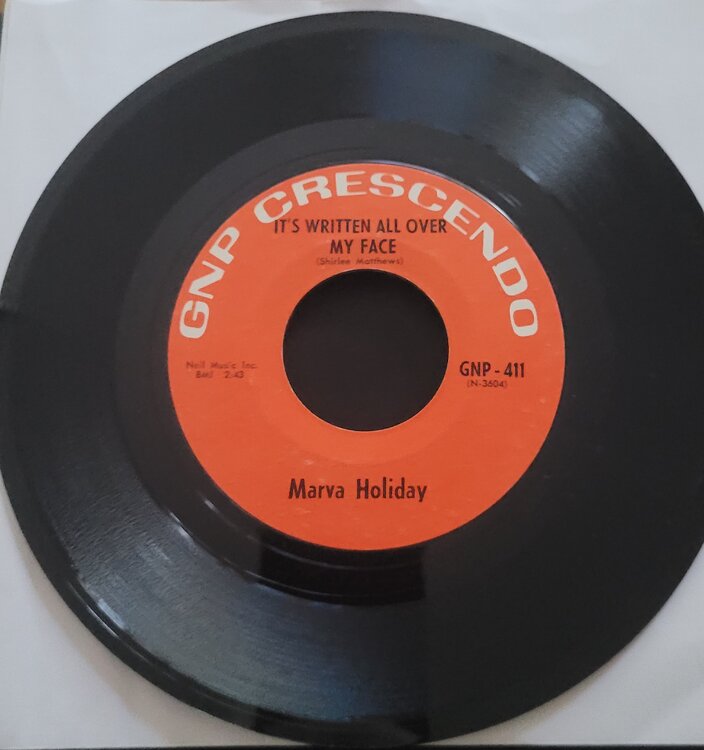 GNP CRESCENDO
IT'S WRITTEN ALL OVER
MY FACE
(Shirlee Matthews)
Neil Music Inc.
BMI 2:43
GNP - 411
(N-3604)
Marva Holiday